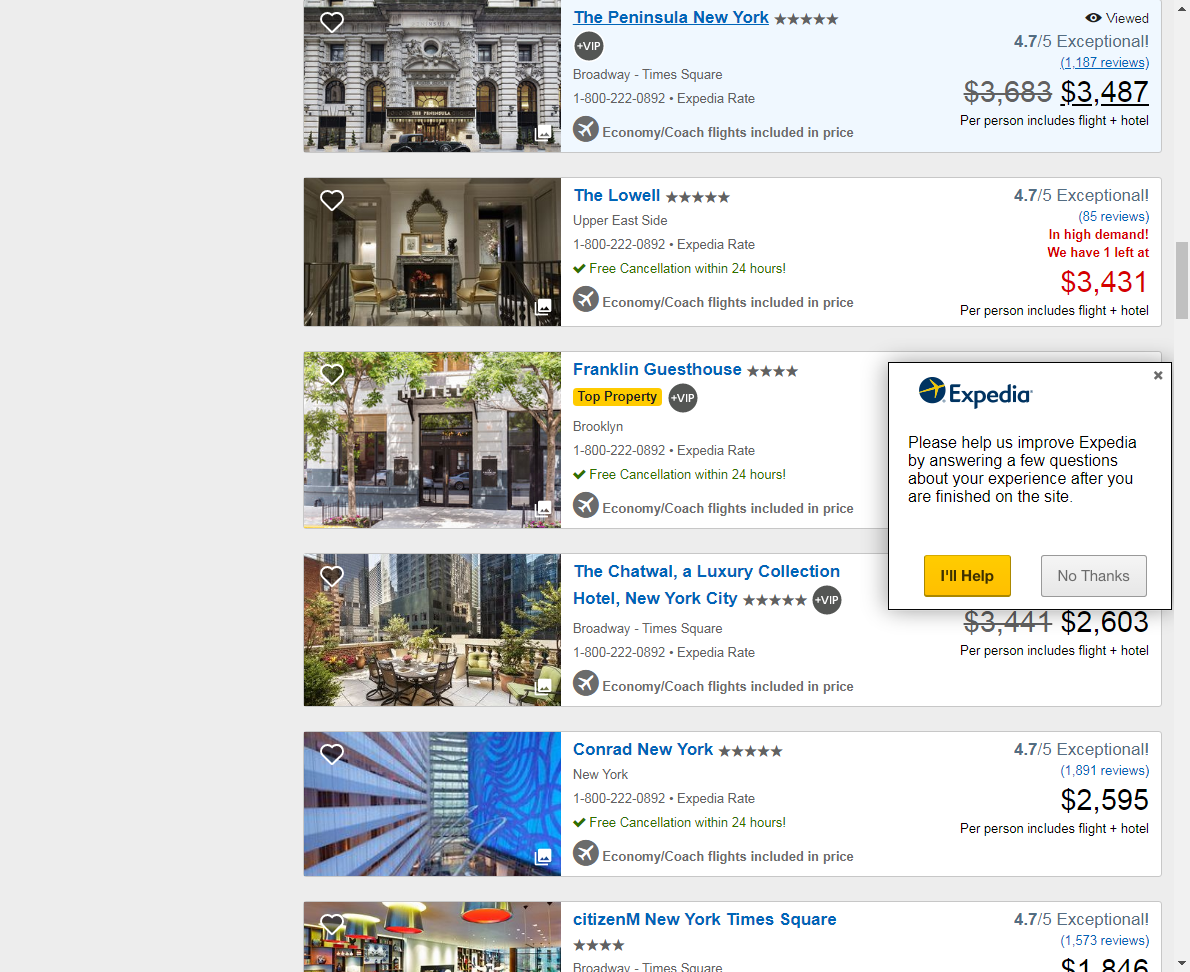 The Peninsula New York
Viewed
+VIP
4.7/5 Exceptional!
(1,187 reviews)
Broadway - Times Square
$3,683 $3,487
1-800-222-0892 • Expedia Rate
Per person includes flight + hotel
Economy/Coach flights included in price
THE PENINSULA
The Lowell
4.7/5 Exceptional!
Upper East Side
(85 reviews)
In high demand!
1-800-222-0892 • Expedia Rate
We have 1 left at
Free Cancellation within 24 hours!
$3,431
Economy/Coach flights included in price
Per person includes flight + hotel
HOTEL
Franklin Guesthouse
Top Property +VIP
Brooklyn
1-800-222-0892 • Expedia Rate
Free Cancellation within 24 hours!
Economy/Coach flights included in price
Expedia
Please help us improve Expedia
by answering a few questions
about your experience after you
are finished on the site.
I'll Help
No Thanks
The Chatwal, a Luxury Collection
Hotel, New York City +VIP
$3,441 $2,603
Broadway - Times Square
1-800-222-0892 • Expedia Rate
Per person includes flight + hotel
Economy/Coach flights included in price
Conrad New York
4.7/5 Exceptional!
New York
(1,891 reviews)
1-800-222-0892 • Expedia Rate
$2,595
Free Cancellation within 24 hours!
Per person includes flight + hotel
Economy/Coach flights included in price
citizenM New York Times Square
4.7/5 Exceptional!
(1,573 reviews)
Broadway - Times Square
$1,846